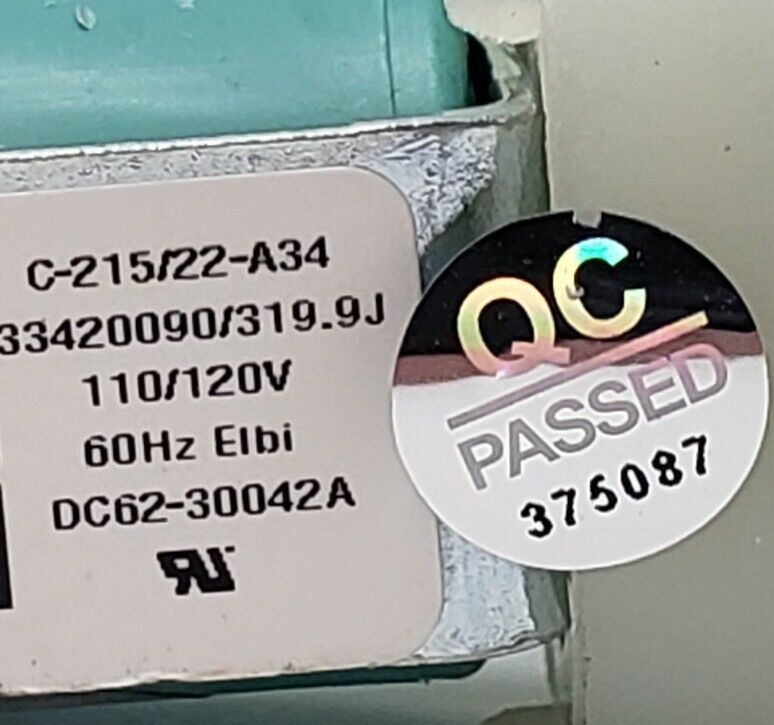 C-215/22-A34
33420090/319.9J
110/120V
60Hz Elbi
DC62-30042A
QC
PASSED
375087